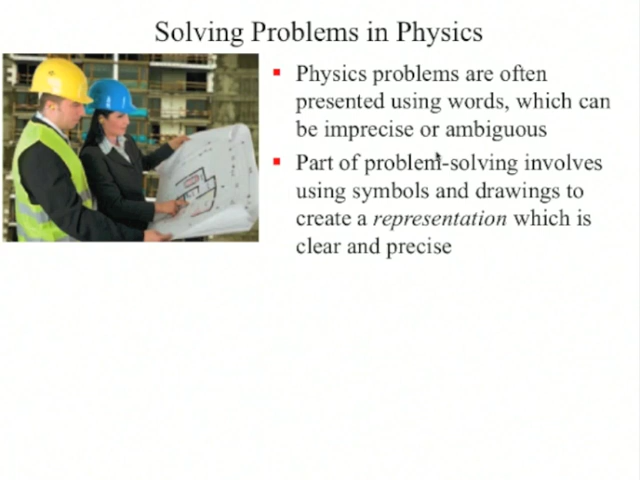 Solving Problems in Physics
Physics problems are often
presented using words, which can
be imprecise or ambiguous
Part of problem-solving involves
using symbols and drawings to
create a representation which is
clear and precise